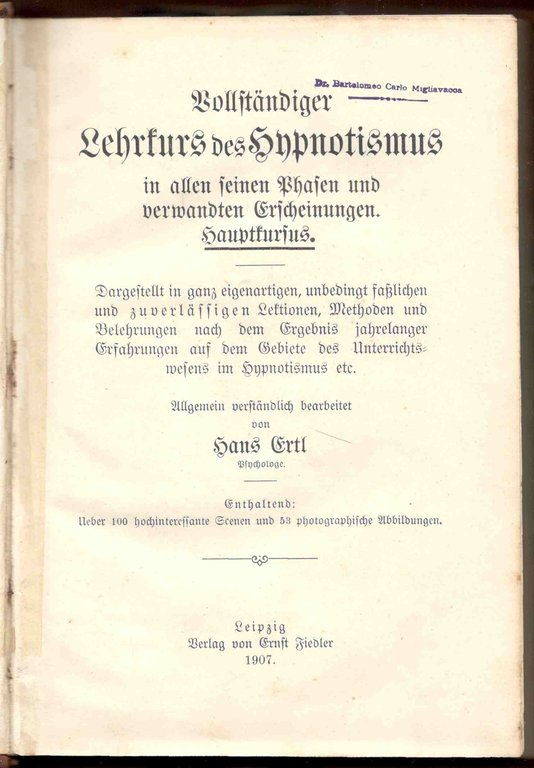 Dr. Bartolomeo Carlo Migliavacca
Vollständiger
Lehrkurs des Hypnotismus
in allen seinen Phasen und
verwandten Erscheinungen.
Hauptkursus.
Dargestellt in ganz eigenartigen, unbedingt faßlichen
und zuverlässigen Lektionen, Methoden und
Belehrungen nach dem Ergebnis jahrelanger
Erfahrungen auf dem Gebiete des Unterrichts-
wesens im Hypnotismus etc.
Allgemein verständlich bearbeitet
von
Hans Ertl
Psychologe.
Enthaltend:
Ueber 100 hochinteressante Scenen und 53 photographische Abbildungen.
Leipzig
Verlag von Ernst Fiedler
1907.